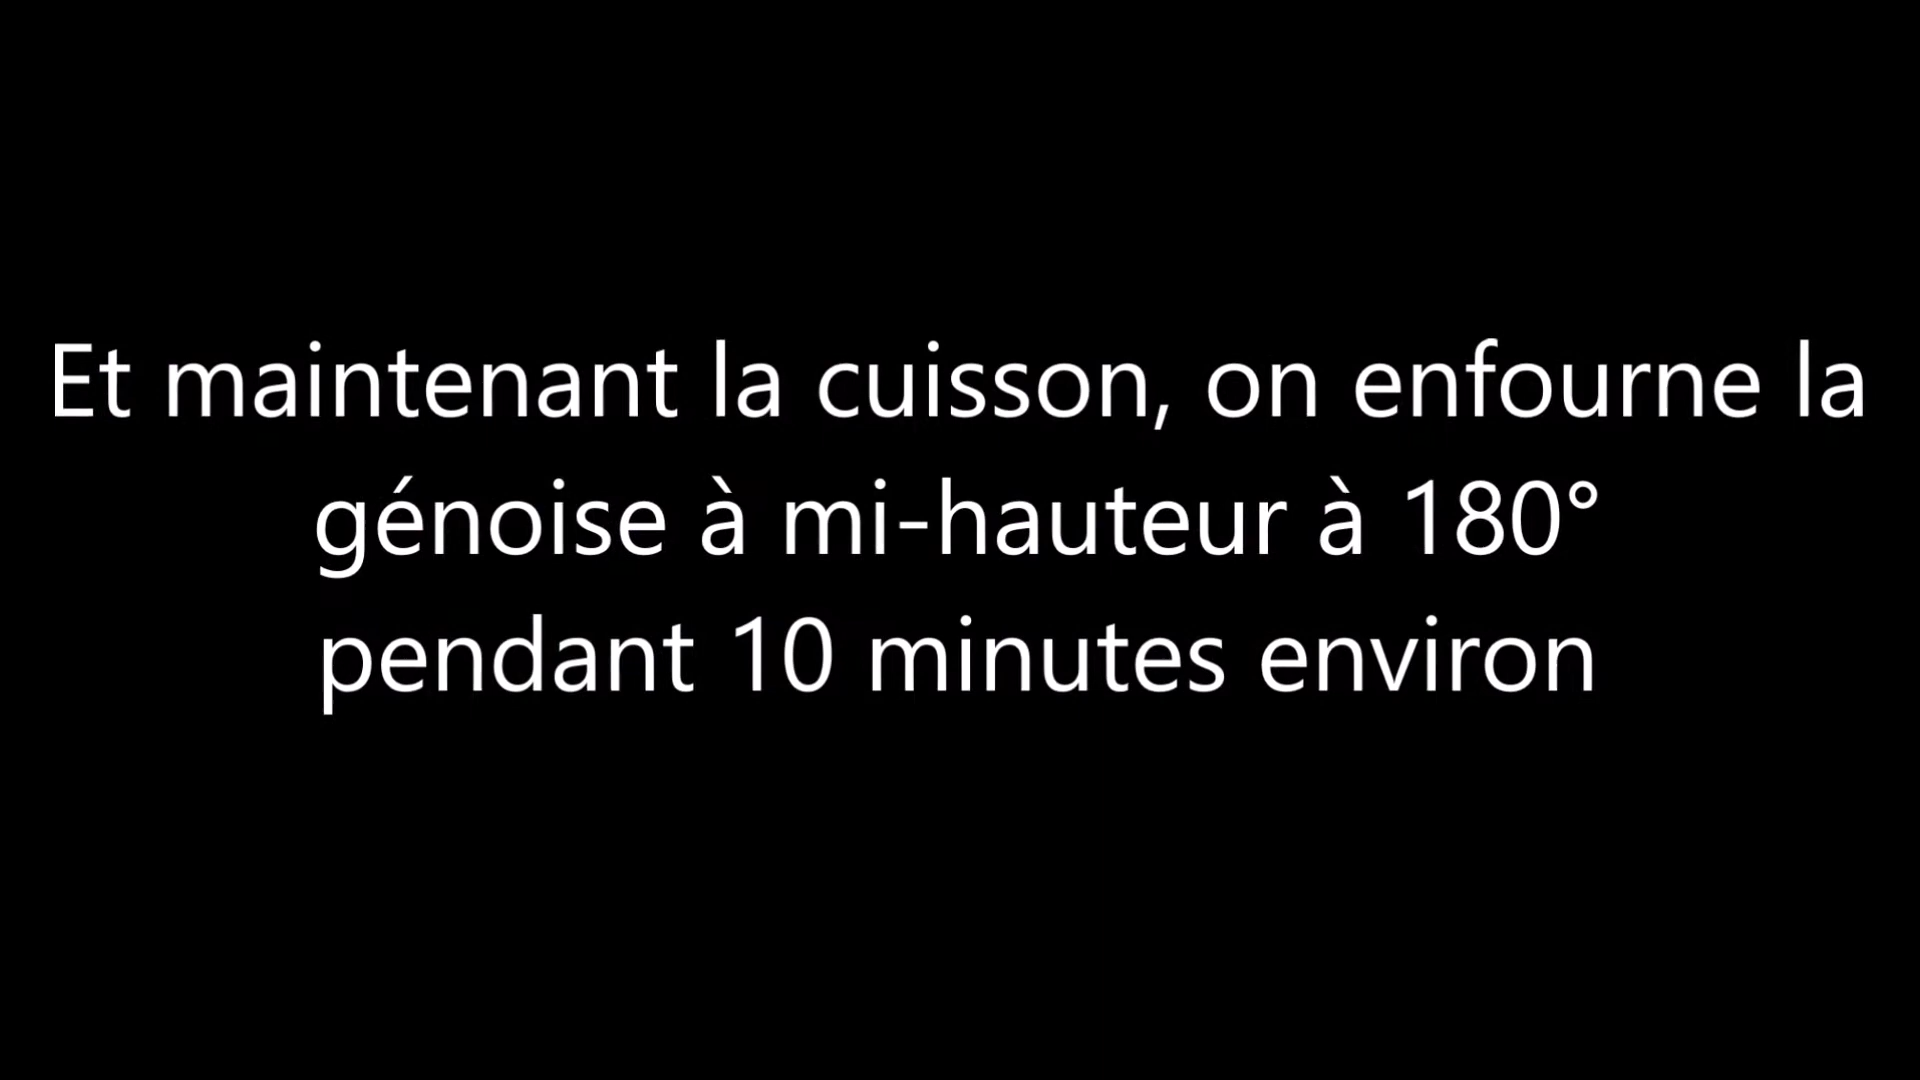 Et maintenant la cuisson, on enfourne la
génoise à mi-hauteur à 180°
pendant 10 minutes environ